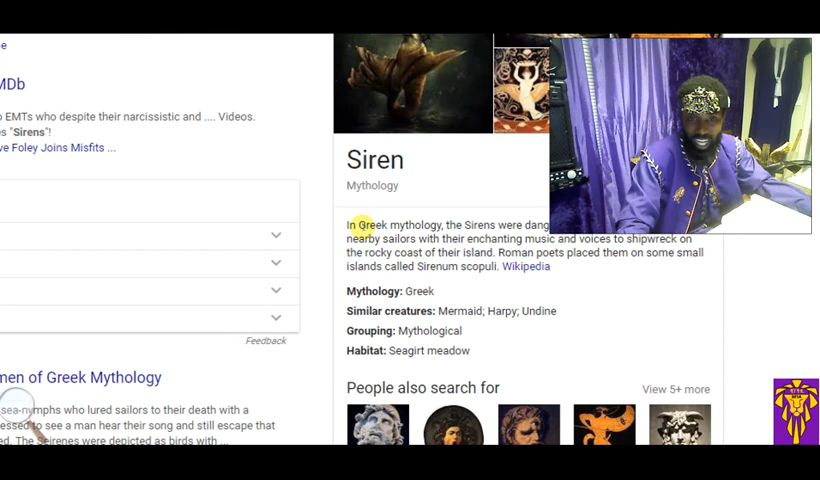 e
MDb
EMTs who despite their narcissistic and .... Videos.
es "Sirens"!
ve Foley Joins Misfits ...
Feedback
men of Greek Mythology
sea-nymphs who lured sailors to their death with a
essed to see a man hear their song and still escape that
ed. The Seirenes were depicted as birds with ...
Siren
Mythology
In Greek mythology, the Sirens were dang
nearby sailors with their enchanting music and voices to shipwreck on
the rocky coast of their island. Roman poets placed them on some small
islands called Sirenum scopuli. Wikipedia
Mythology: Greek
Similar creatures: Mermaid; Harpy; Undine
Grouping: Mythological
Habitat: Seagirt meadow
People also search for
View 5+ more